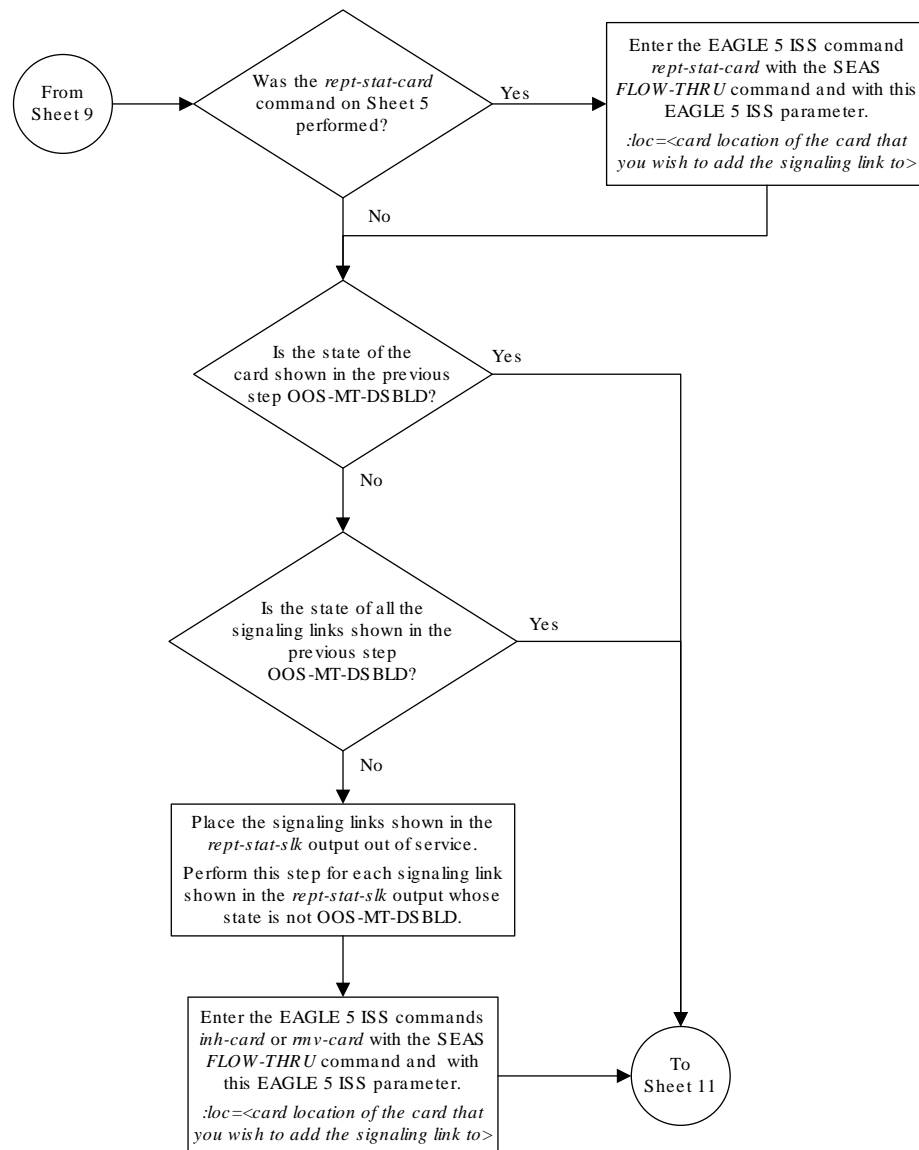 From
Sheet 9
Was the rept-stat-card
command on Sheet 5
performed?
Yes
Enter the EAGLE 5 ISS command
rept-stat-card with the SEAS
FLOW-THRU command and with this
EAGLE 5 ISS parameter.
:loc=<card location of the card that
you wish to add the signaling link to>
No
Is the state of the
card shown in the previous
step OOS-MT-DSBLD?
Yes
No
Is the state of all the
signaling links shown in the
previous step
OOS-MT-DSBLD?
Yes
No
Place the signaling links shown in the
rept-stat-slk output out of service.
Perform this step for each signaling link
shown in the rept-stat-slk output whose
state is not OOS-MT-DSBLD.
Enter the EAGLE 5 ISS commands
inh-card or rmv-card with the SEAS
FLOW-THRU command and with
this EAGLE 5 ISS parameter.
:loc=<card location of the card that
you wish to add the signaling link to>
To
Sheet 11